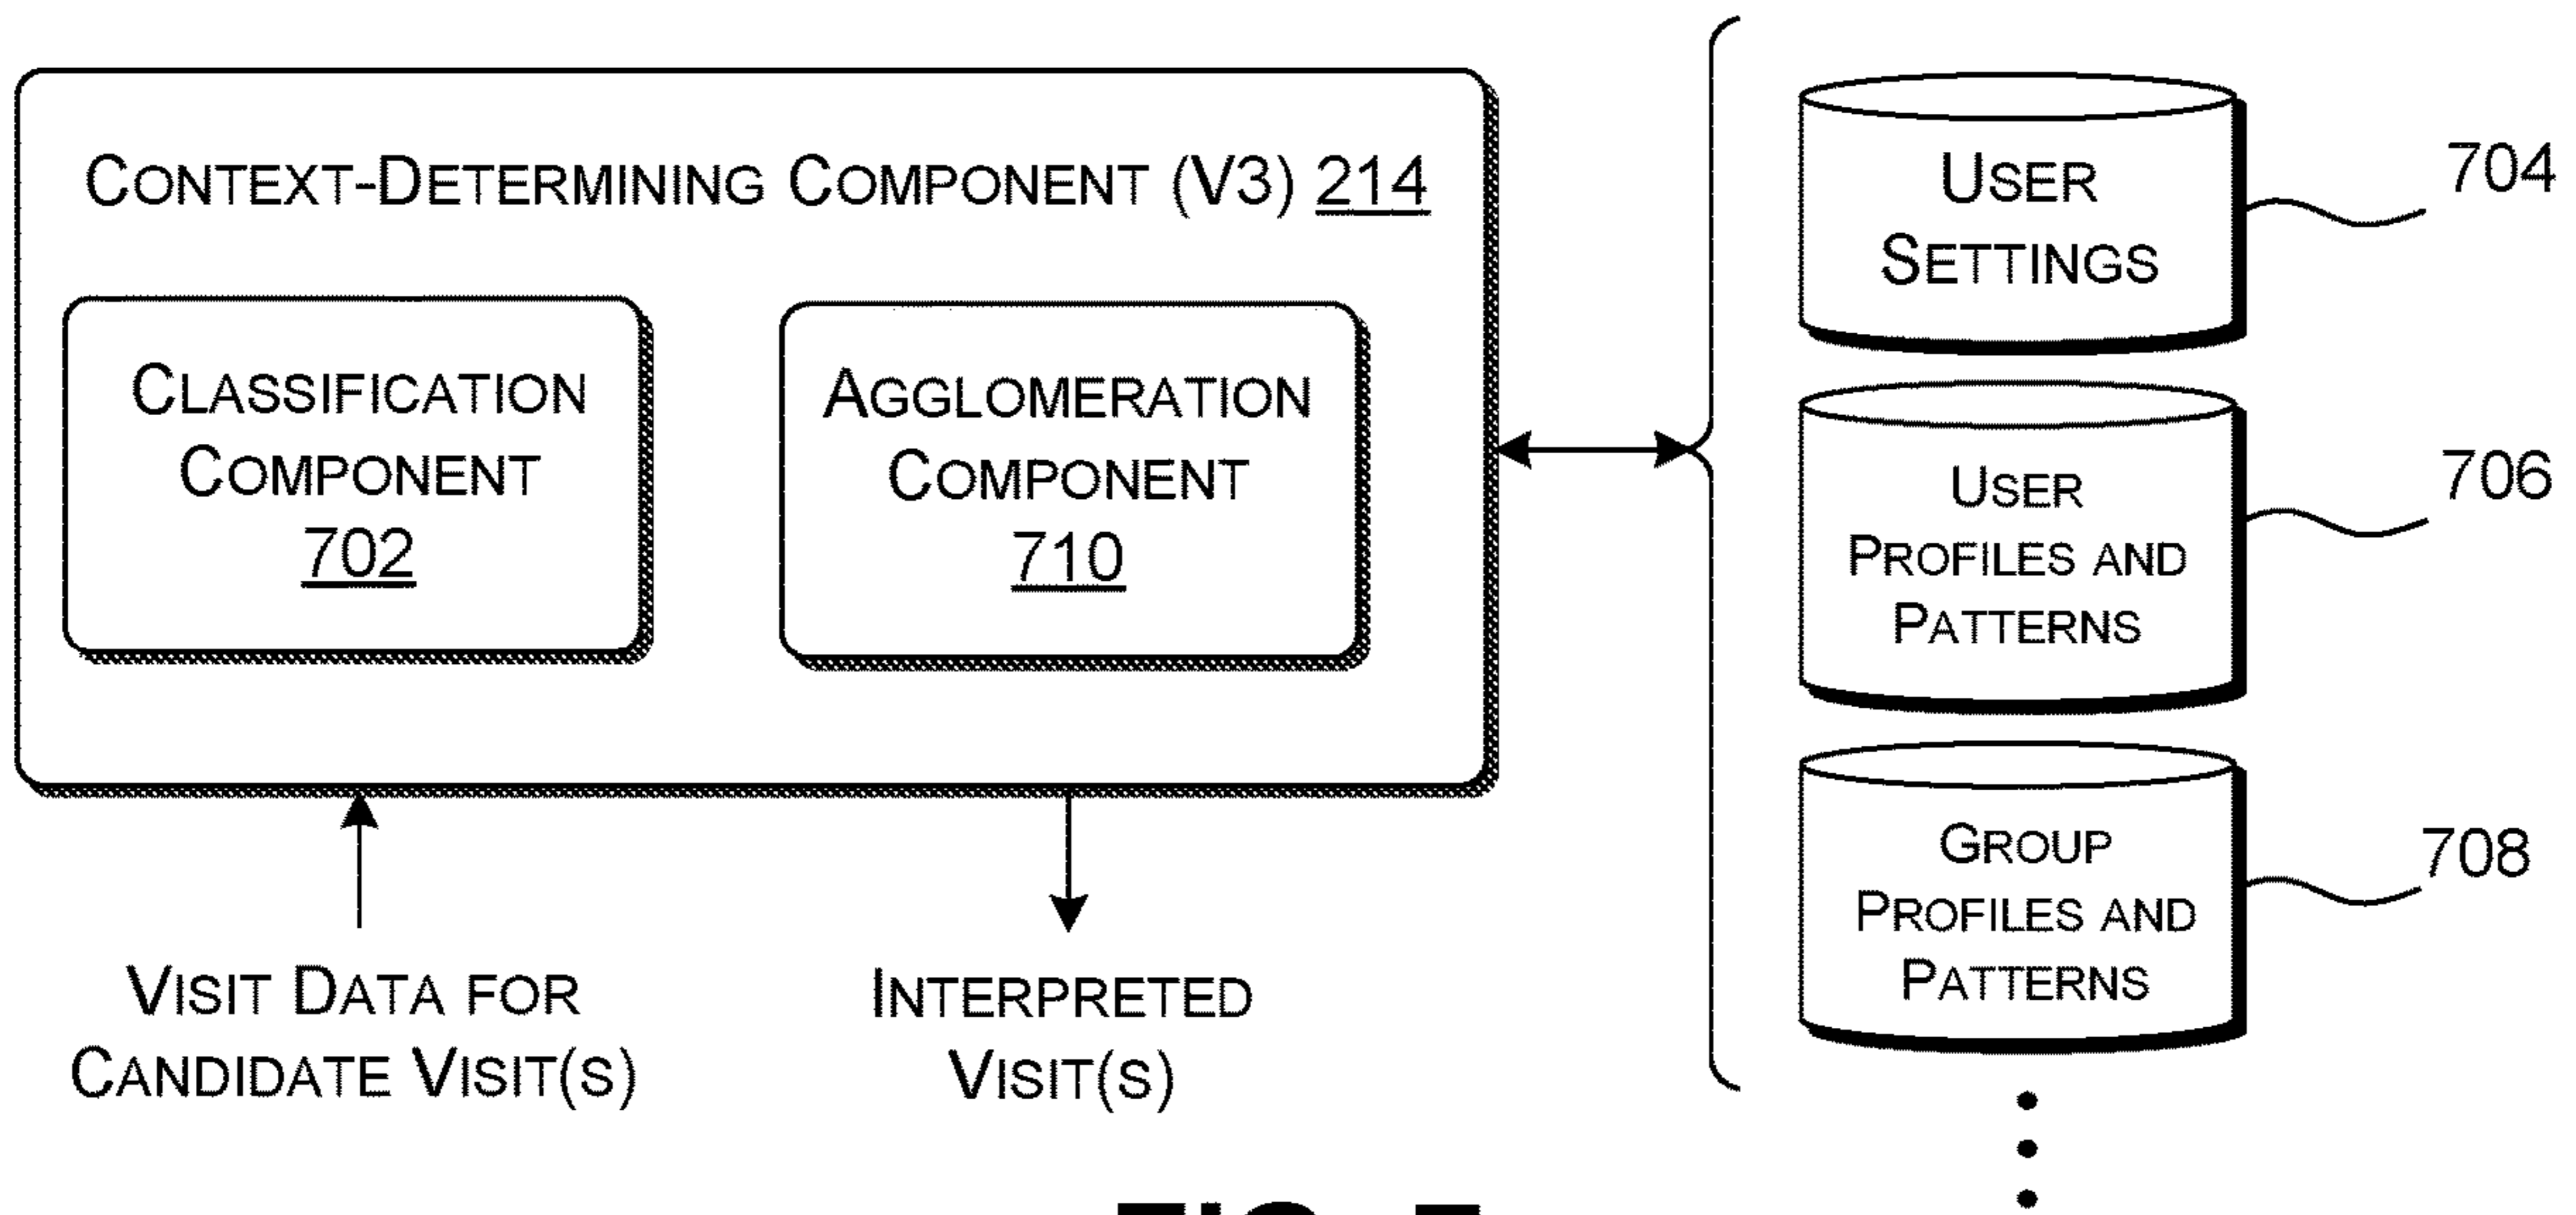 CONTEXT-DETERMINING COMPONENT (V3) 214
CLASSIFICATION
COMPONENT
702
AGGLOMERATION
COMPONENT
710
VISIT DATA FOR
CANDIDATE VISIT(S)
INTERPRETED
VISIT(S)
USER
SETTINGS
704
USER
PROFILES AND
PATTERNS
706
GROUP
PROFILES AND
PATTERNS
708